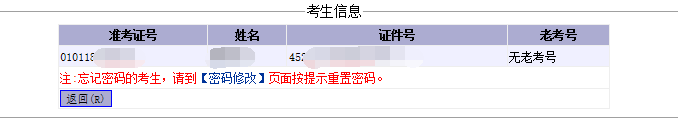 考生信息
准考证号 姓名 证件号 老考号
010118 452 无老考号
注:忘记密码的考生，请到【密码修改】页面按提示重置密码。
返回(R)